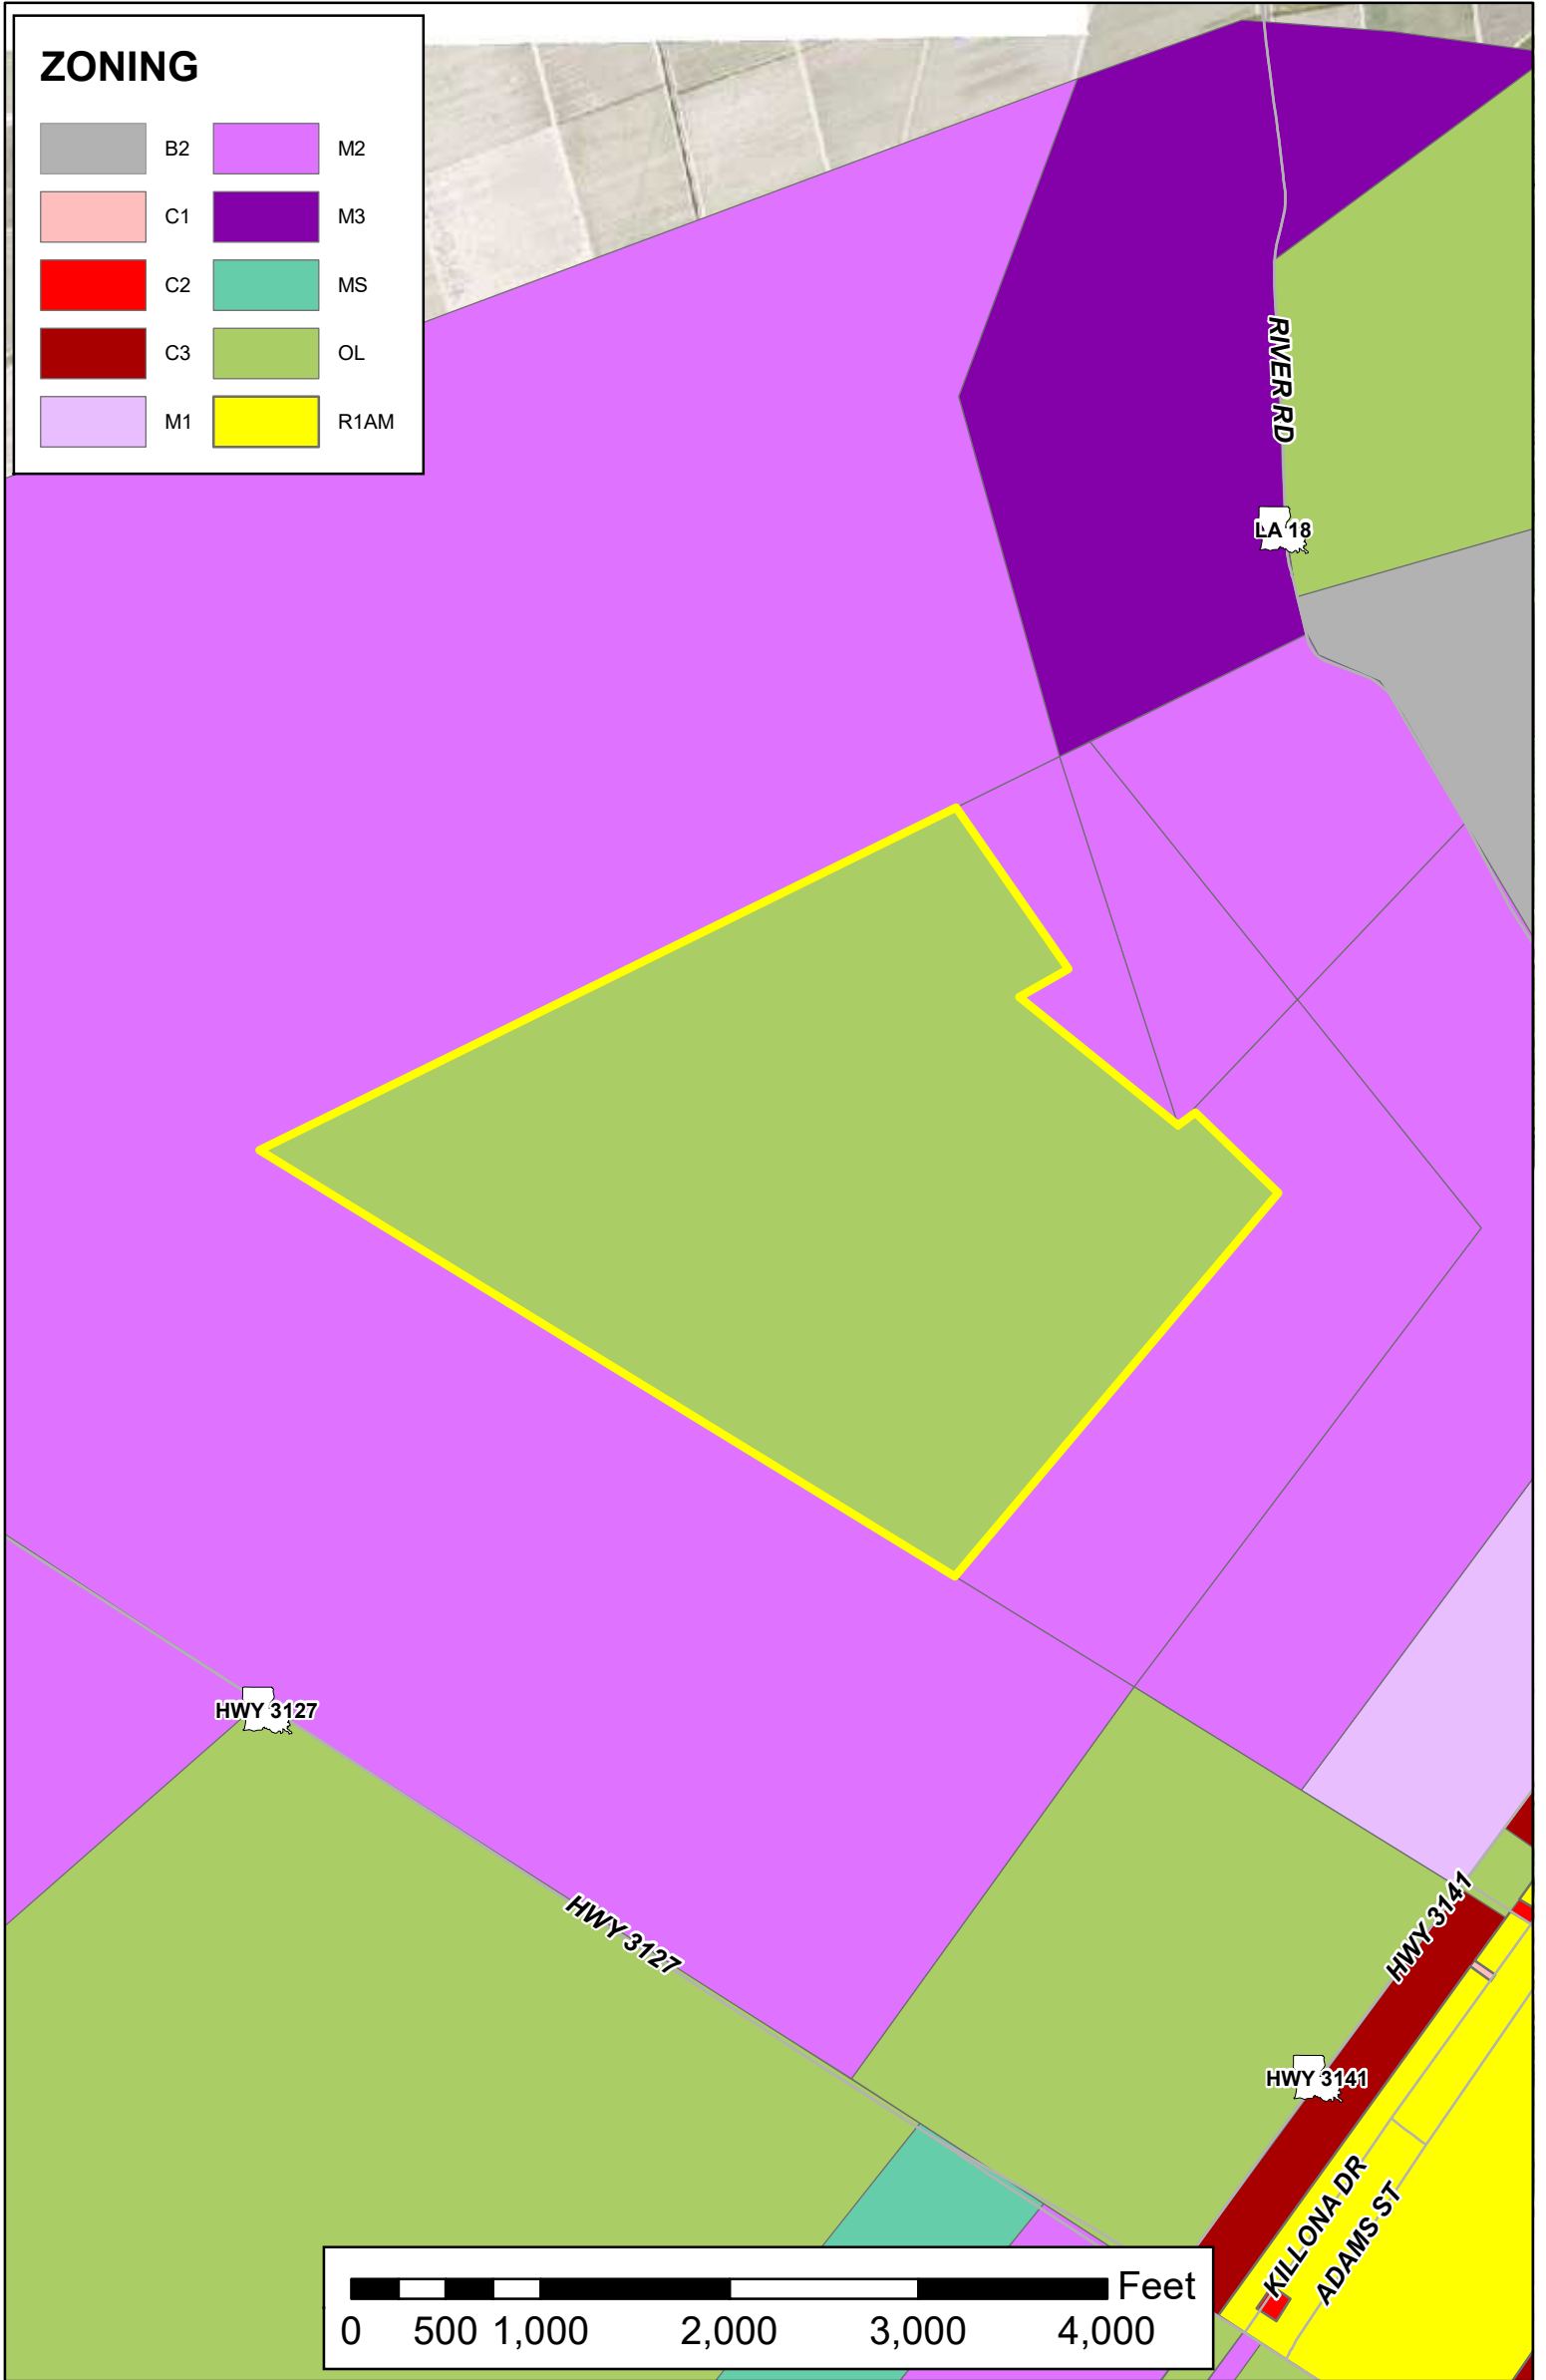 ZONING
B2 M2
C1 M3
C2 MS
C3 OL
M1 R1AM
RIVER RD
LA 18
HWY 3127
HWY 3127
HWY 3141
HWY 3141
KILLONA DR
ADAMS ST
Feet
0 500 1,000 2,000 3,000 4,000